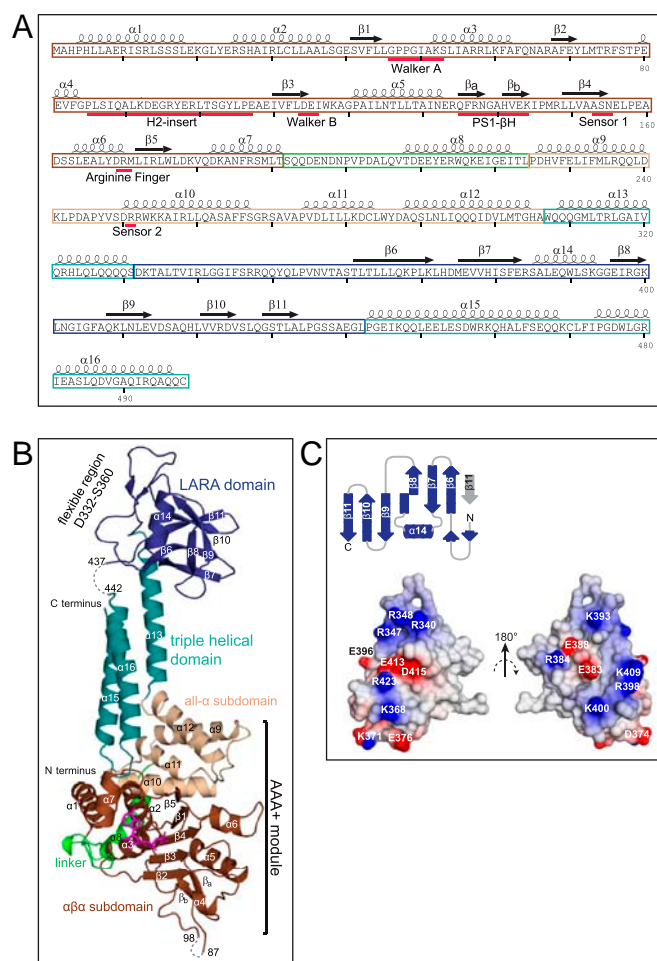 A
α1 α2 β1 α3 β2
MAHPHLLAERISRLSSSLEKGLYERSHAIRLCLLAALSGESVFLLGPPGIAKSLIARRLKFAFQNARAFEYLMTRFSTPE
Walker A 80
α4 β3 α5 βa βb β4
EVFGPLSIQALKDEGRYERLTSGYLPEAEIVFLDEIWKAGPAILNTLLTAINERQFRNGAHVEKIPMRLLVAASNELPEA
H2-insert Walker B PS1-βH Sensor 1 160
α6 β5 α7 α8 α9
DSSLEALYDRMLIRLWLDKVQDKANFRSMLTSQQDENDNPVPDALQVTDEEYERWQKEIGEITLPDHVFELIFMLRQQLD
Arginine Finger 240
α10 α11 α12 α13
KLPDAPYVSDRRWKKAIRLLQASAFFSGRSAVAPVDLILLKDCLWYDAQSLNLIQQQIDVLMTGHAWQQQGMLTRLGAIV
Sensor 2 320
β6 β7 α14 β8
QRHLQLQQQQSDKTALTVIRLGGIFSRRQQYQLPVNVTASTLTLLLQKPLKLHDMEVVHISFERSALEQWLSKGGEIRGK
400
β9 β10 β11 α15
LNGIGFAQKLNLEVDSAQHLVVRDVSLQGSTLALPGSSAEGLPGEIKQQLEELESDWRKQHALFSEQQKCLFIPGDWLGR
480
α16
IEASLQDVGAQIRQAQQC
490
B
flexible region
D332-S360
LARA domain
α14
β11
β10
β6 β8 β9
β7
437
442
C terminus
α13
triple helical
domain
α16
α15
all-α subdomain
α12 α9
α11
α10
N terminus
α1
α7
α2
β5
β1
α6
α8
α3
β4
linker
β3
α5
β2
βa
αβα subdomain
βb
α4
98
87
AAA+ module
C
β11 β10 β9 β8 β7 β6 β11
α14
C
N
R348
R347
R340
E396
E413
D415
R423
K368
K371
E376
180°
K393
E388
R384
E383
K409
R398
K400
D374